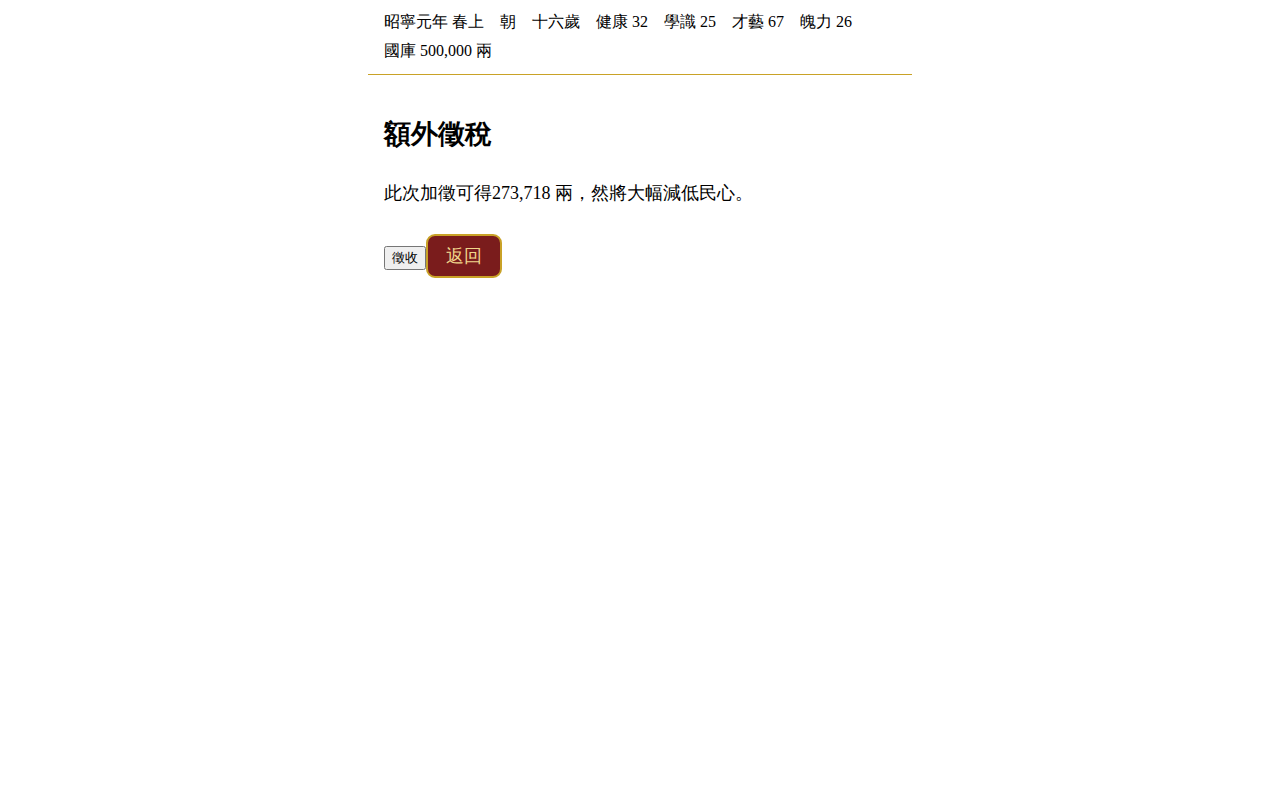 昭寧元年 春上　朝　十六歲　健康 32　學識 25　才藝 67　魄力 26
國庫 500,000 兩
額外徵稅
此次加徵可得273,718 兩，然將大幅減低民心。
徵收
返回